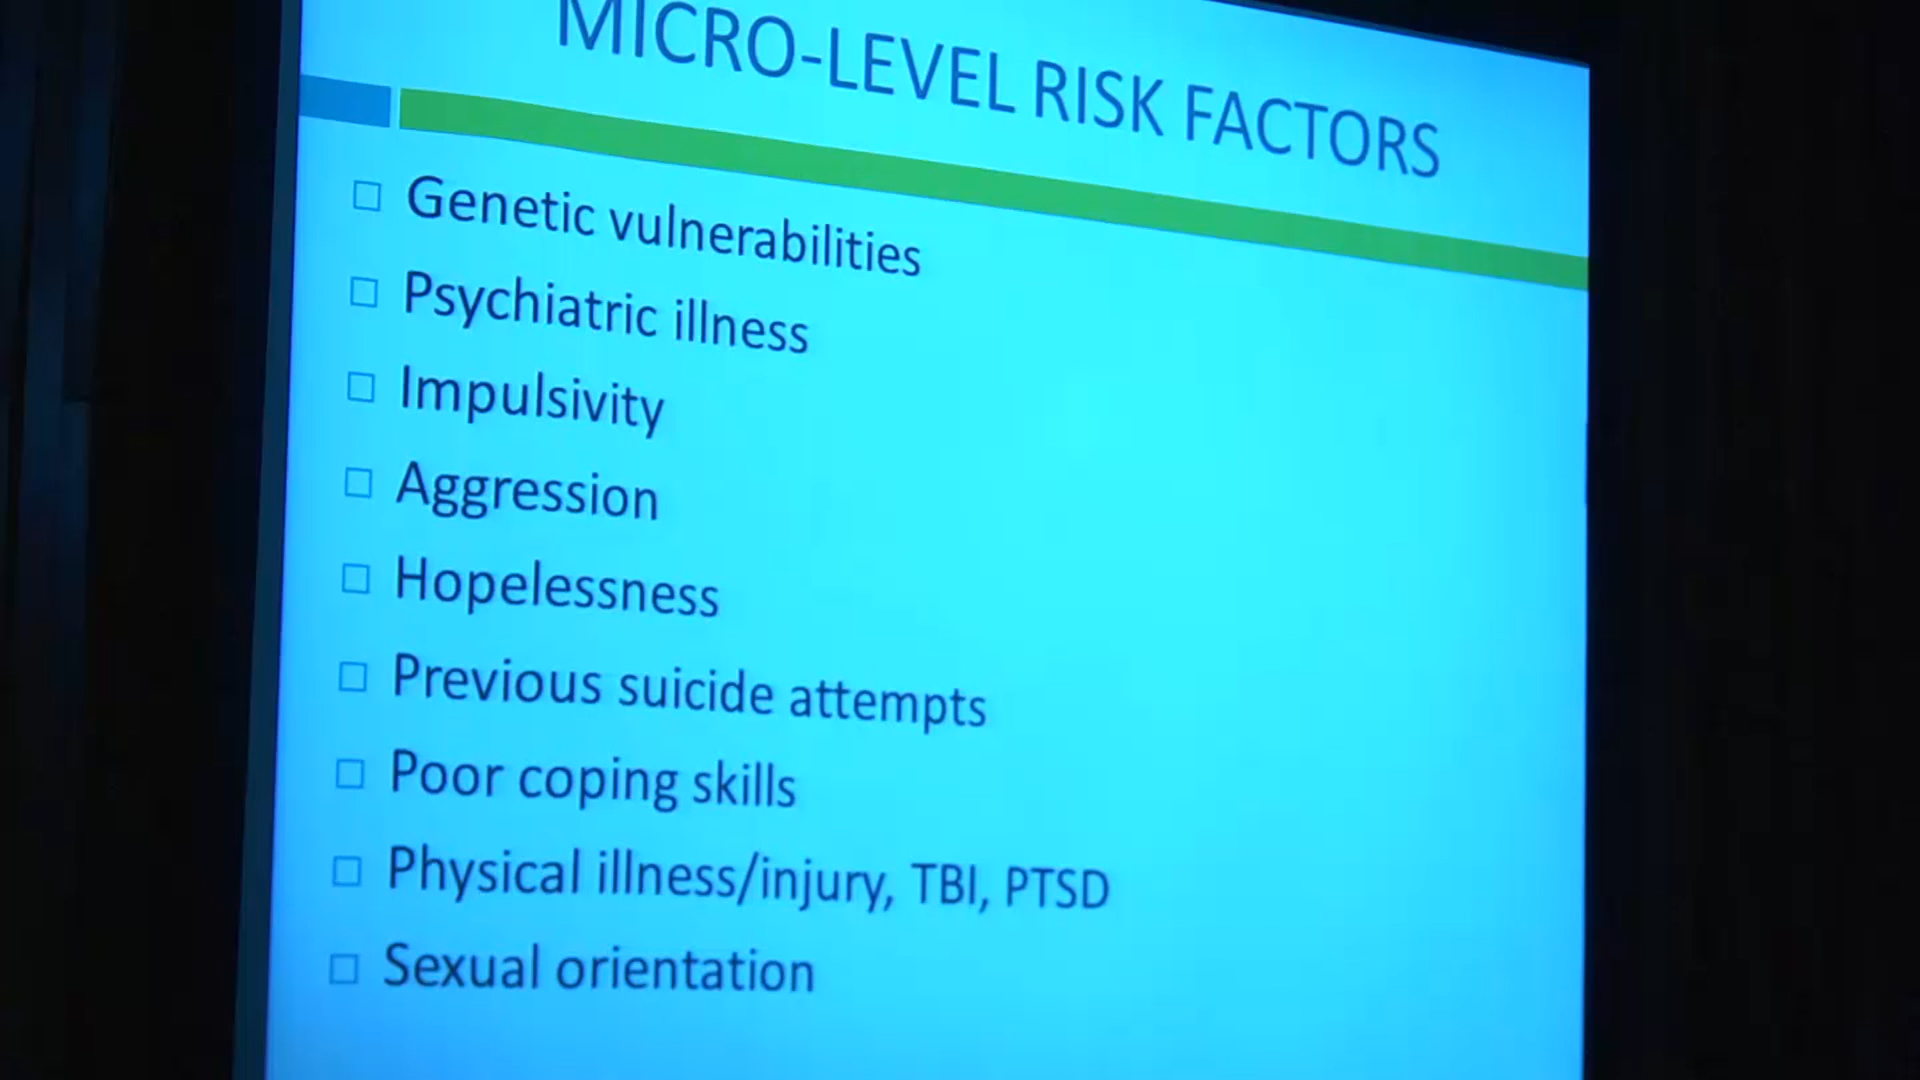 MICRO-LEVEL RISK FACTORS
Genetic vulnerabilities
Psychiatric illness
Impulsivity
Aggression
Hopelessness
Previous suicide attempts
Poor coping skills
Physical illness/injury, TBI, PTSD
Sexual orientation